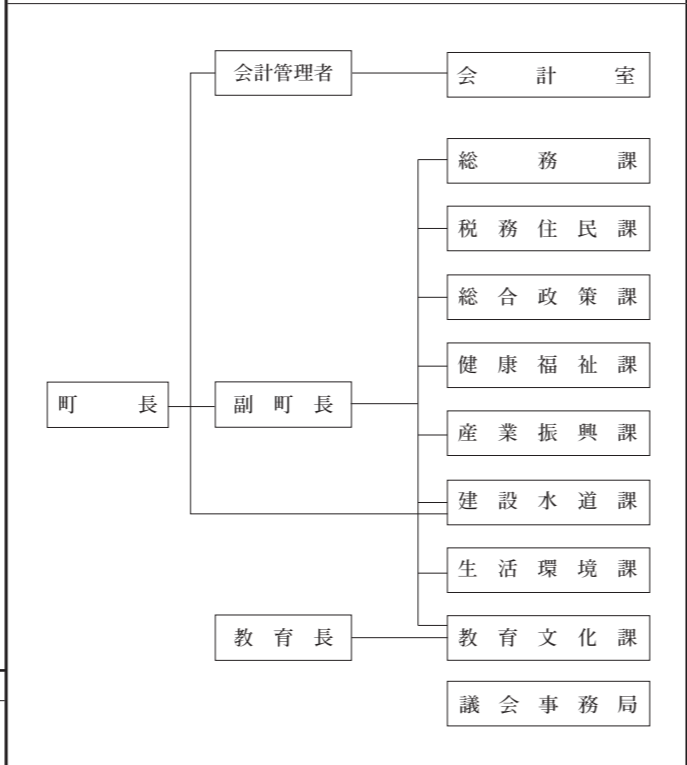 会計管理者
会計室
総務課
税務住民課
総合政策課
健康福祉課
町長
副町長
産業振興課
建設水道課
生活環境課
教育長
教育文化課
議会事務局